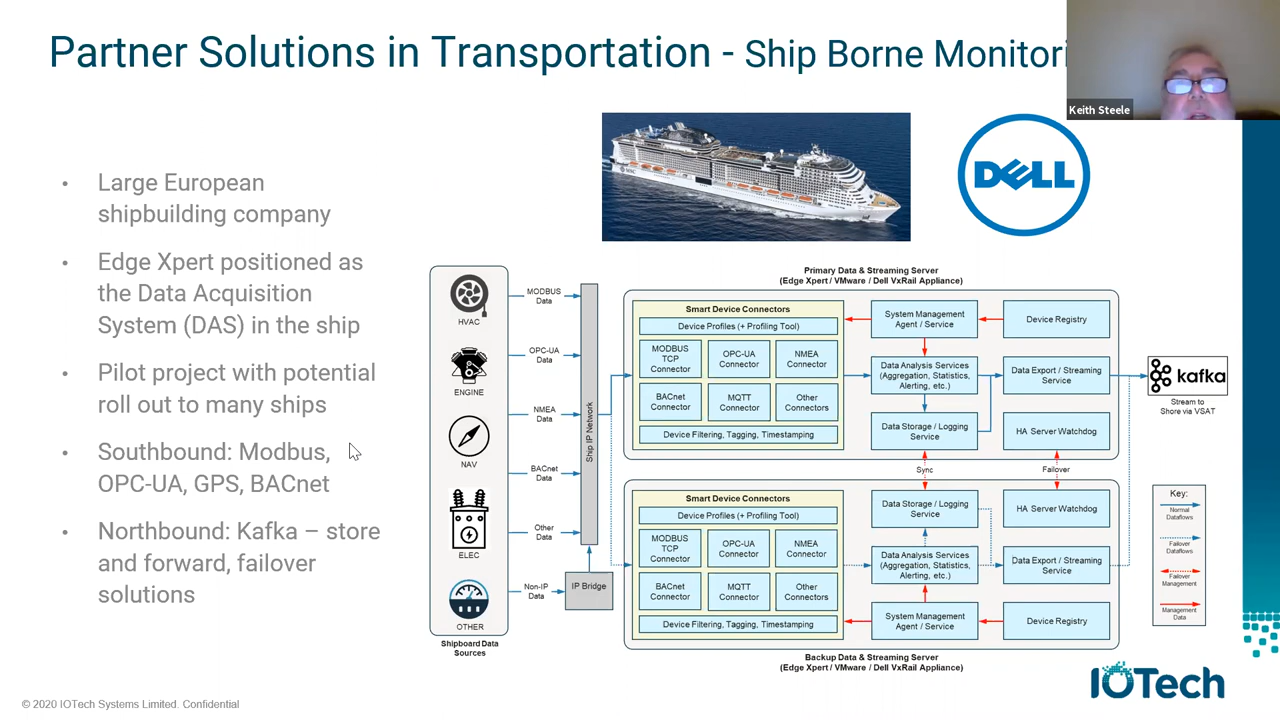 Partner Solutions in Transportation - Ship Borne Monitori
Keith Steele
DELL
• Large European
shipbuilding company
• Edge Xpert positioned as
the Data Acquisition
System (DAS) in the ship
• Pilot project with potential
roll out to many ships
• Southbound: Modbus,
OPC-UA, GPS, BACnet
• Northbound: Kafka – store
and forward, failover
solutions
HVAC
ENGINE
NAV
ELEC
OTHER
Shipboard Data
Sources
MODBUS
Data
OPC-UA
Data
NMEA
Data
BACnet
Data
Other
Data
Non-IP
Data
Ship IP Network
IP Bridge
Primary Data & Streaming Server
(Edge Xpert / VMware / Dell VxRail Appliance)
Smart Device Connectors
Device Profiles (+ Profiling Tool)
MODBUS
TCP
Connector
OPC-UA
Connector
NMEA
Connector
BACnet
Connector
MQTT
Connector
Other
Connectors
Device Filtering, Tagging, Timestamping
System Management
Agent / Service
Device Registry
Data Analysis Services
(Aggregation, Statistics,
Alerting, etc.)
Data Export / Streaming
Service
Data Storage / Logging
Service
HA Server Watchdog
Sync
Failover
kafka
Stream to
Shore via VSAT
Smart Device Connectors
Device Profiles (+ Profiling Tool)
MODBUS
TCP
Connector
OPC-UA
Connector
NMEA
Connector
BACnet
Connector
MQTT
Connector
Other
Connectors
Device Filtering, Tagging, Timestamping
Data Storage / Logging
Service
HA Server Watchdog
Data Analysis Services
(Aggregation, Statistics,
Alerting, etc.)
Data Export / Streaming
Service
System Management
Agent / Service
Device Registry
Backup Data & Streaming Server
(Edge Xpert / VMware / Dell VxRail Appliance)
Key:
Normal
Dataflows
Failover
Dataflows
Failover
Management
Management
Data
© 2020 IOTech Systems Limited. Confidential
IOTech